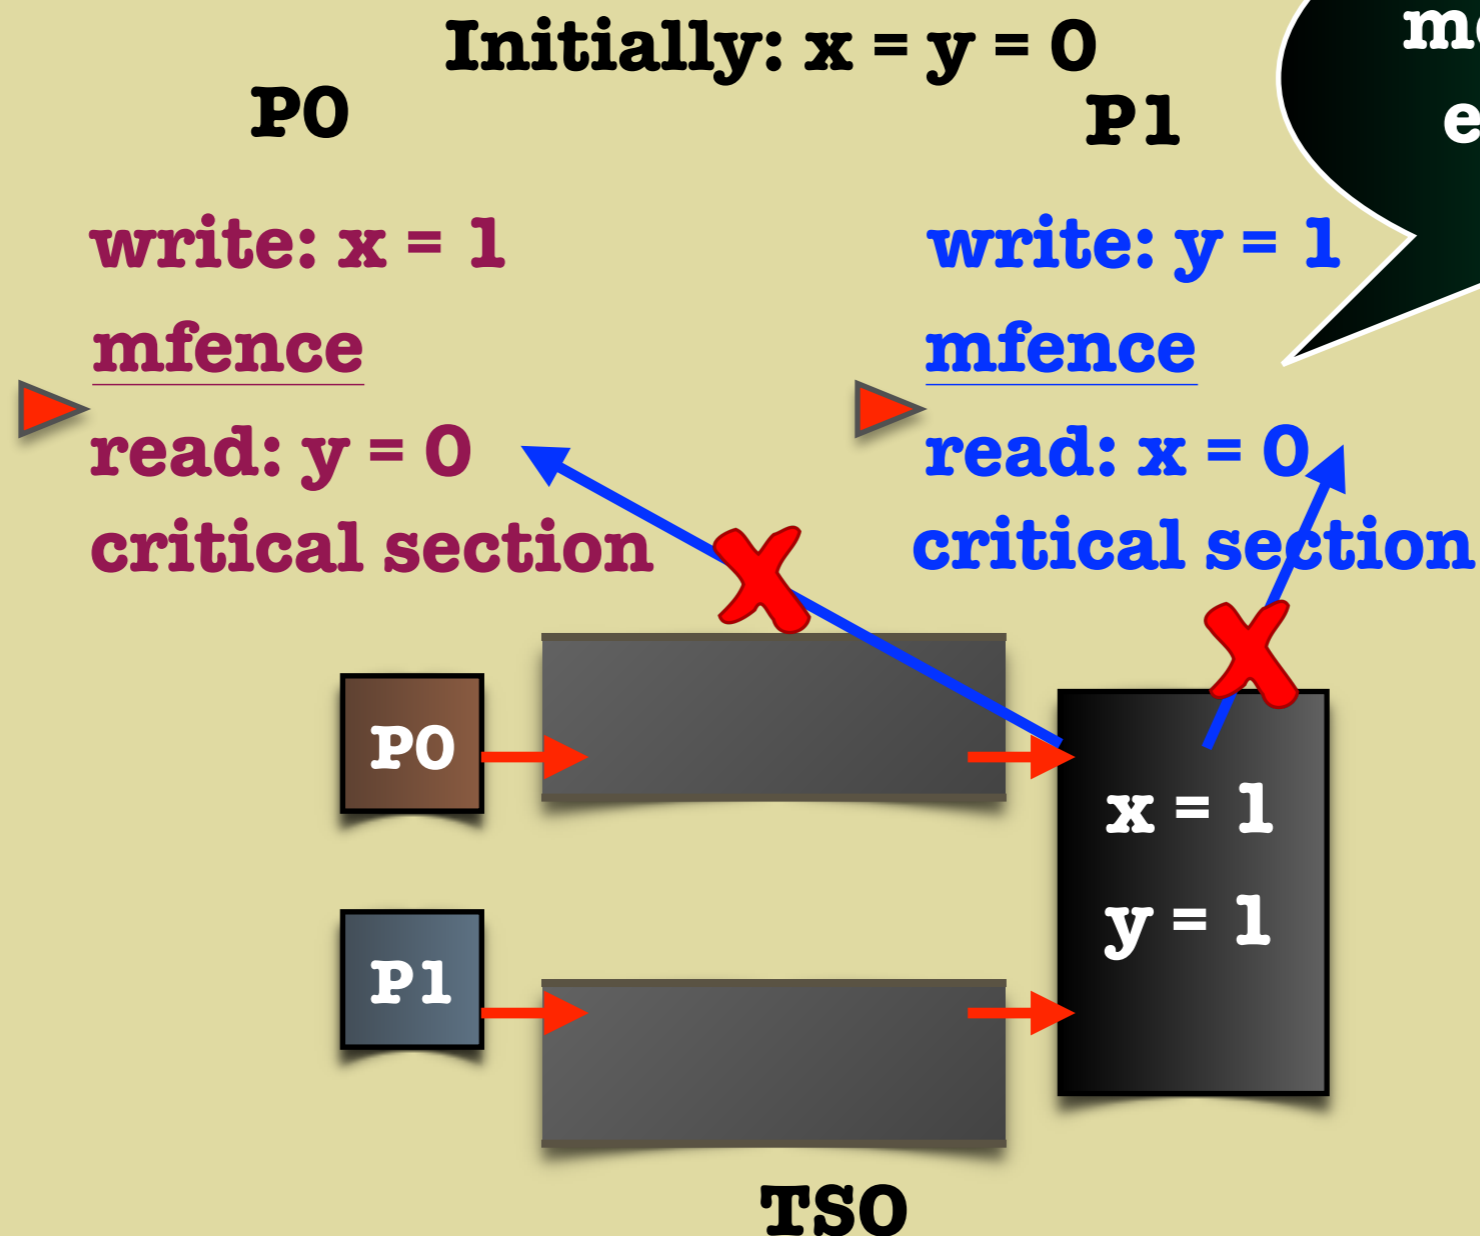 Initially: x = y = 0
P0
P1
write: x = 1
mfence
read: y = 0
critical section
write: y = 1
mfence
read: x = 0
critical section
P0
P1
x = 1
y = 1
TSO